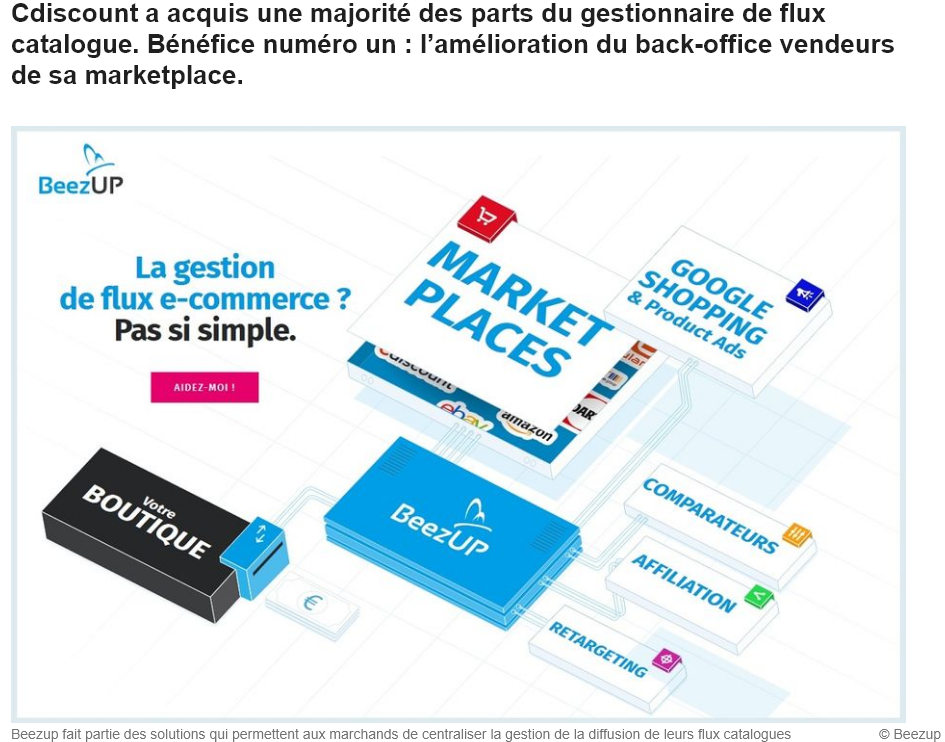 Cdiscount a acquis une majorité des parts du gestionnaire de flux
catalogue. Bénéfice numéro un : l’amélioration du back-office vendeurs
de sa marketplace.
BeezUP
La gestion
de flux e-commerce ?
Pas si simple.
AIDEZ-MOI !
MARKET
PLACES
cdiscount
ebay
amazon
GOOGLE
SHOPPING
& Product Ads
Votre
BOUTIQUE
€
BeezUP
COMPARATEURS
AFFILIATION
RETARGETING
Beezup fait partie des solutions qui permettent aux marchands de centraliser la gestion de la diffusion de leurs flux catalogues
© Beezup